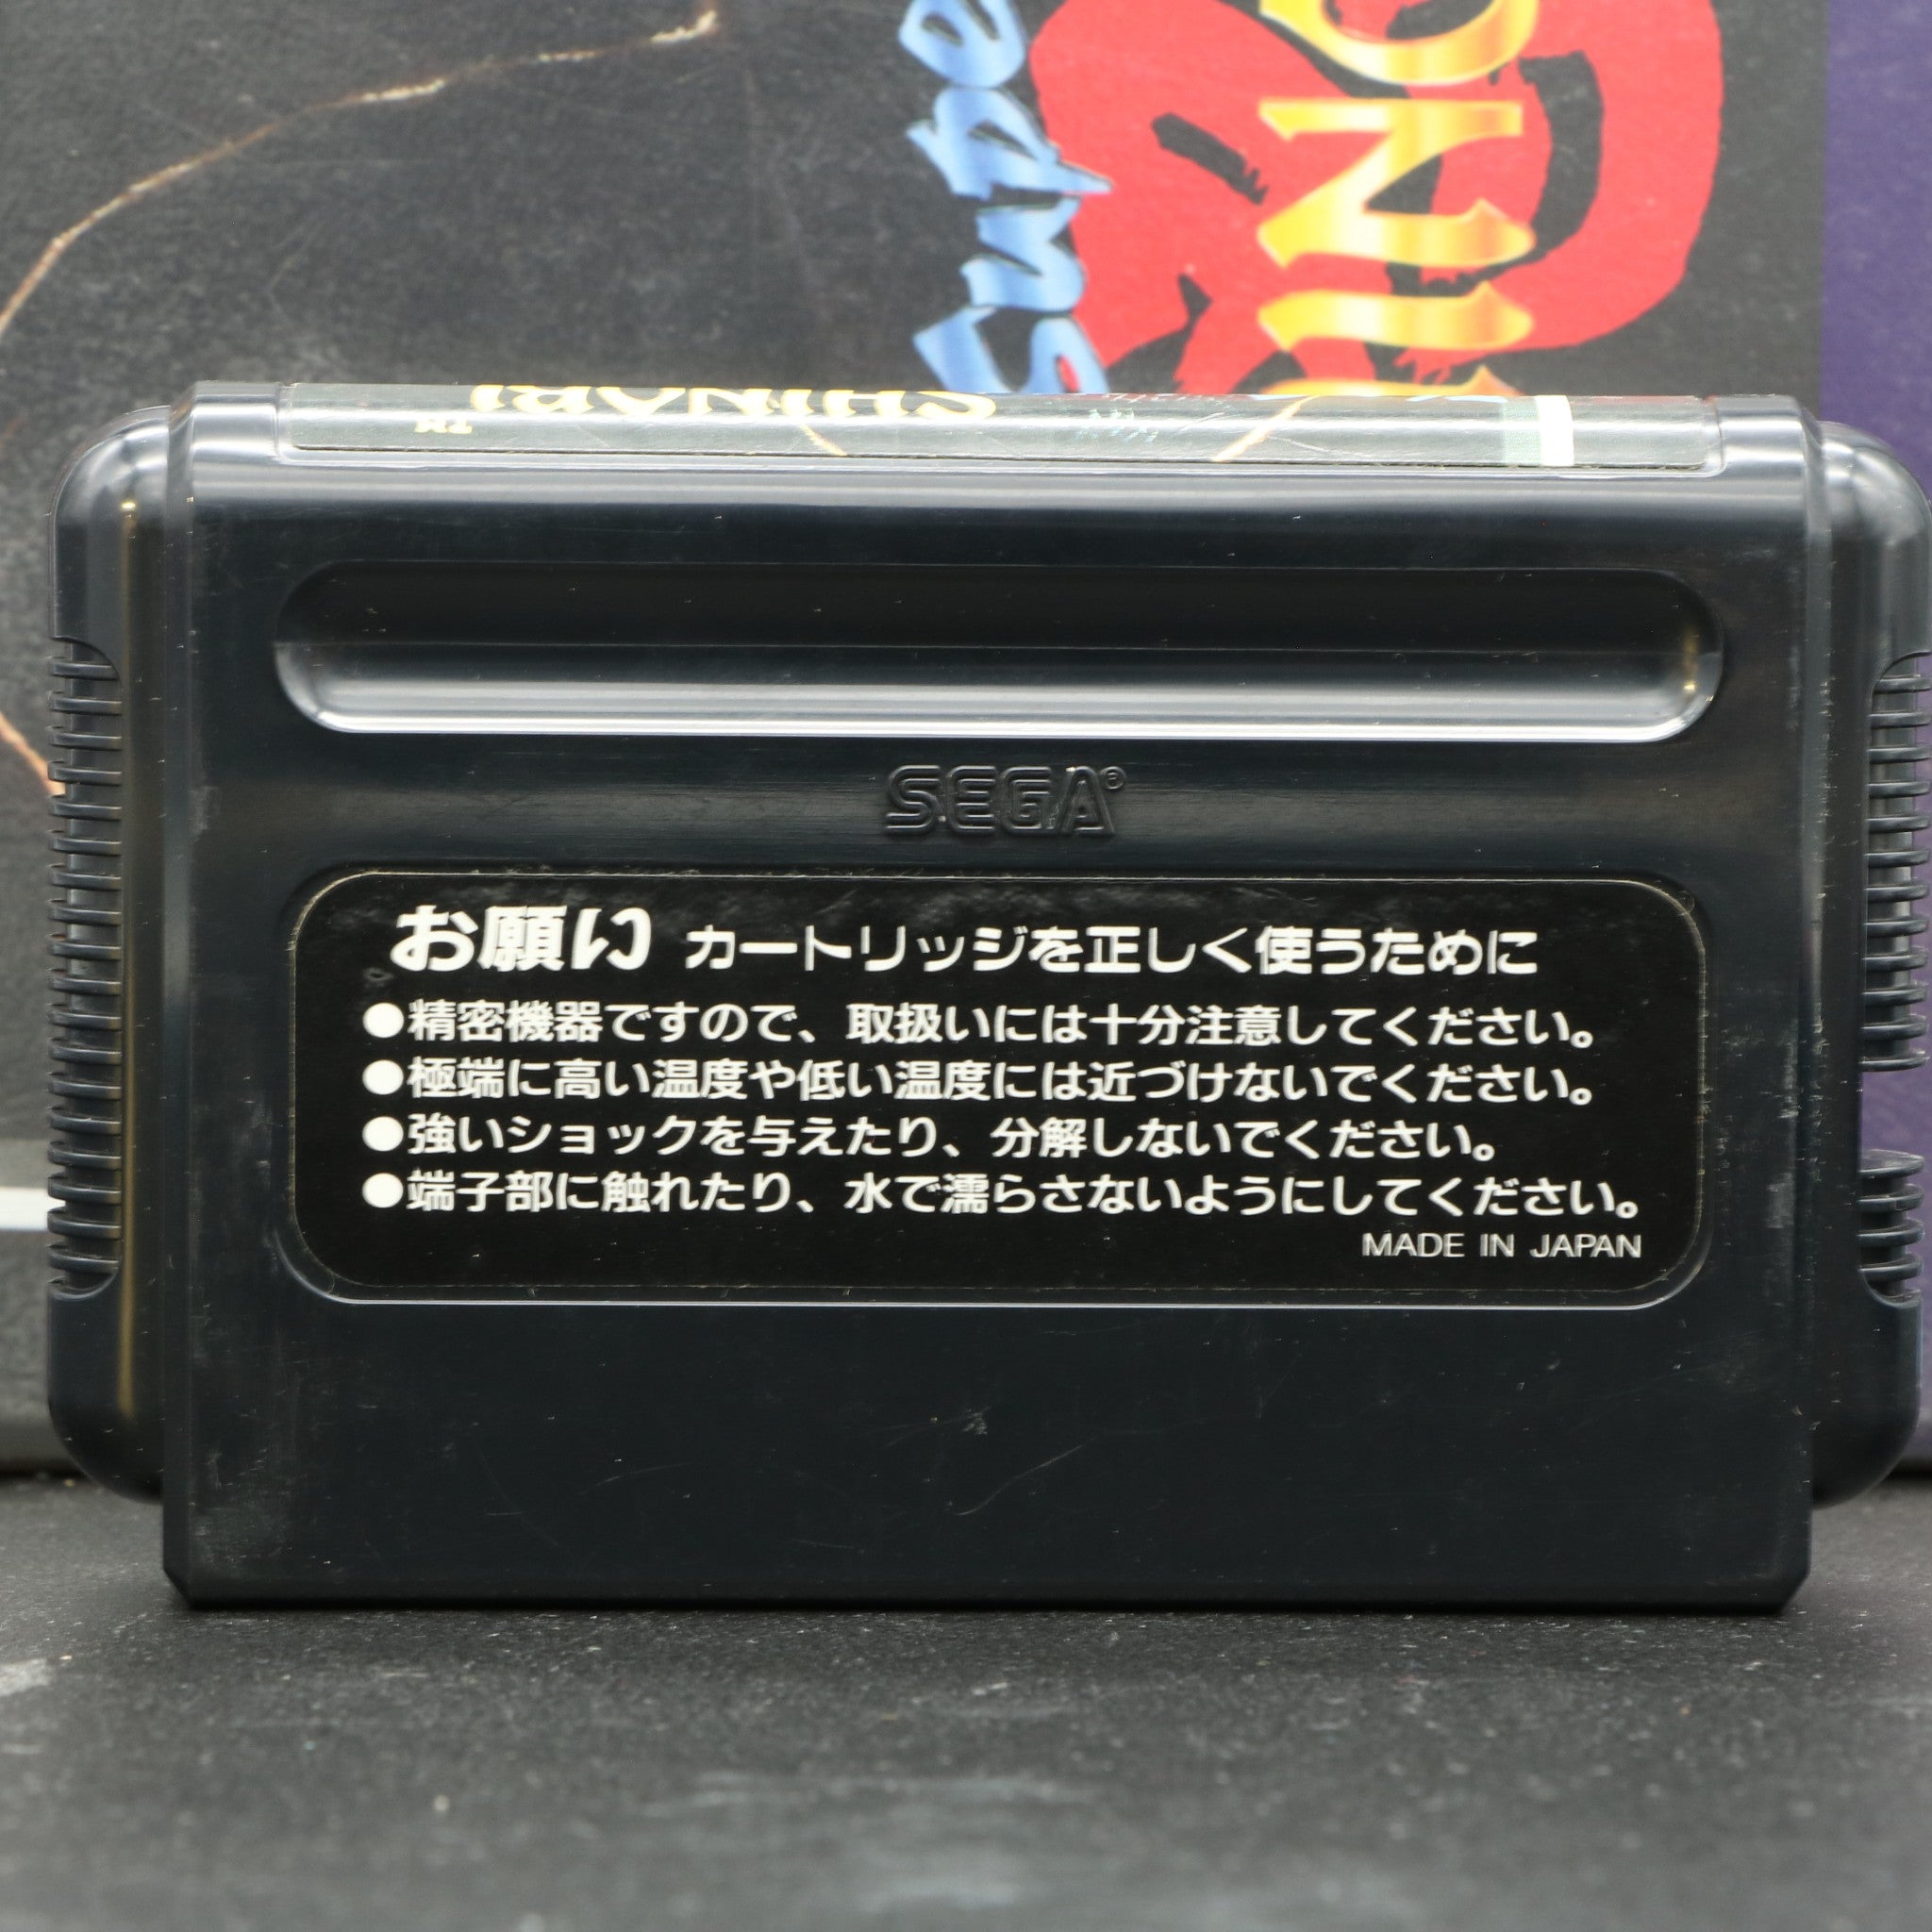 Supe
SHINOBI
TM
SEGA®
お願い カートリッジを正しく使うために
●精密機器ですので、取扱いには十分注意してください。
●極端に高い温度や低い温度には近づけないでください。
●強いショックを与えたり、分解しないでください。
●端子部に触れたり、水で濡らさないようにしてください。
MADE IN JAPAN